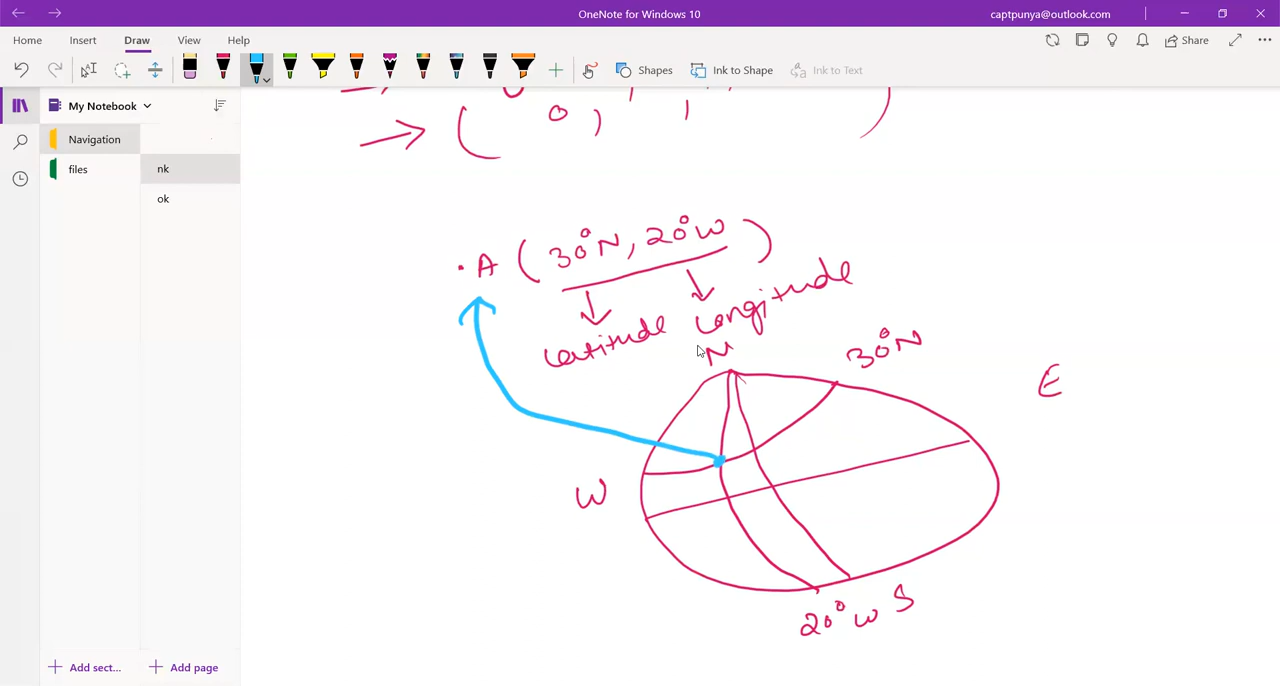 OneNote for Windows 10
captpunya@outlook.com
Home Insert Draw View Help
Share
Shapes Ink to Shape Ink to Text
My Notebook
Navigation
files
nk
ok
A (30°N, 20°W)
Latitude Longitude
N
30°N
E
W
20°W S
Add sect... Add page